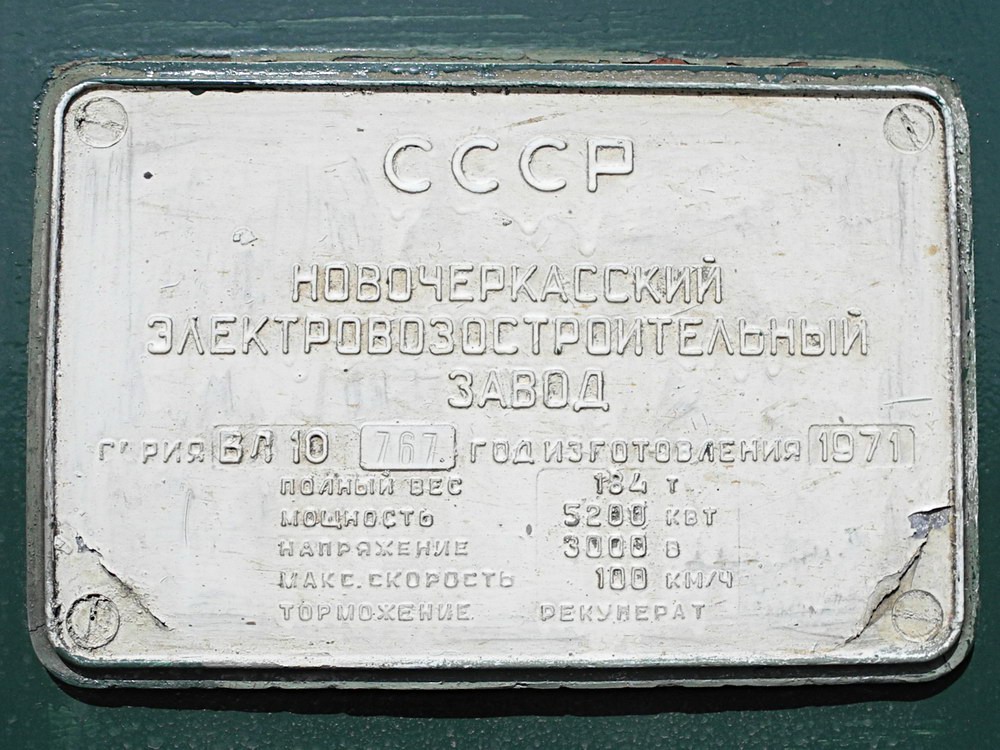 СССР
НОВОЧЕРКАССКИЙ
ЭЛЕКТРОВОЗОСТРОИТЕЛЬНЫЙ
ЗАВОД
СЕРИЯ ВЛ 10 767 ГОД ИЗГОТОВЛЕНИЯ 1971
ПОЛНЫЙ ВЕС 184 Т
МОЩНОСТЬ 5200 КВТ
НАПРЯЖЕНИЕ 3000 В
МАКС. СКОРОСТЬ 100 КМ/Ч
ТОРМОЖЕНИЕ РЕКУПЕРАТ